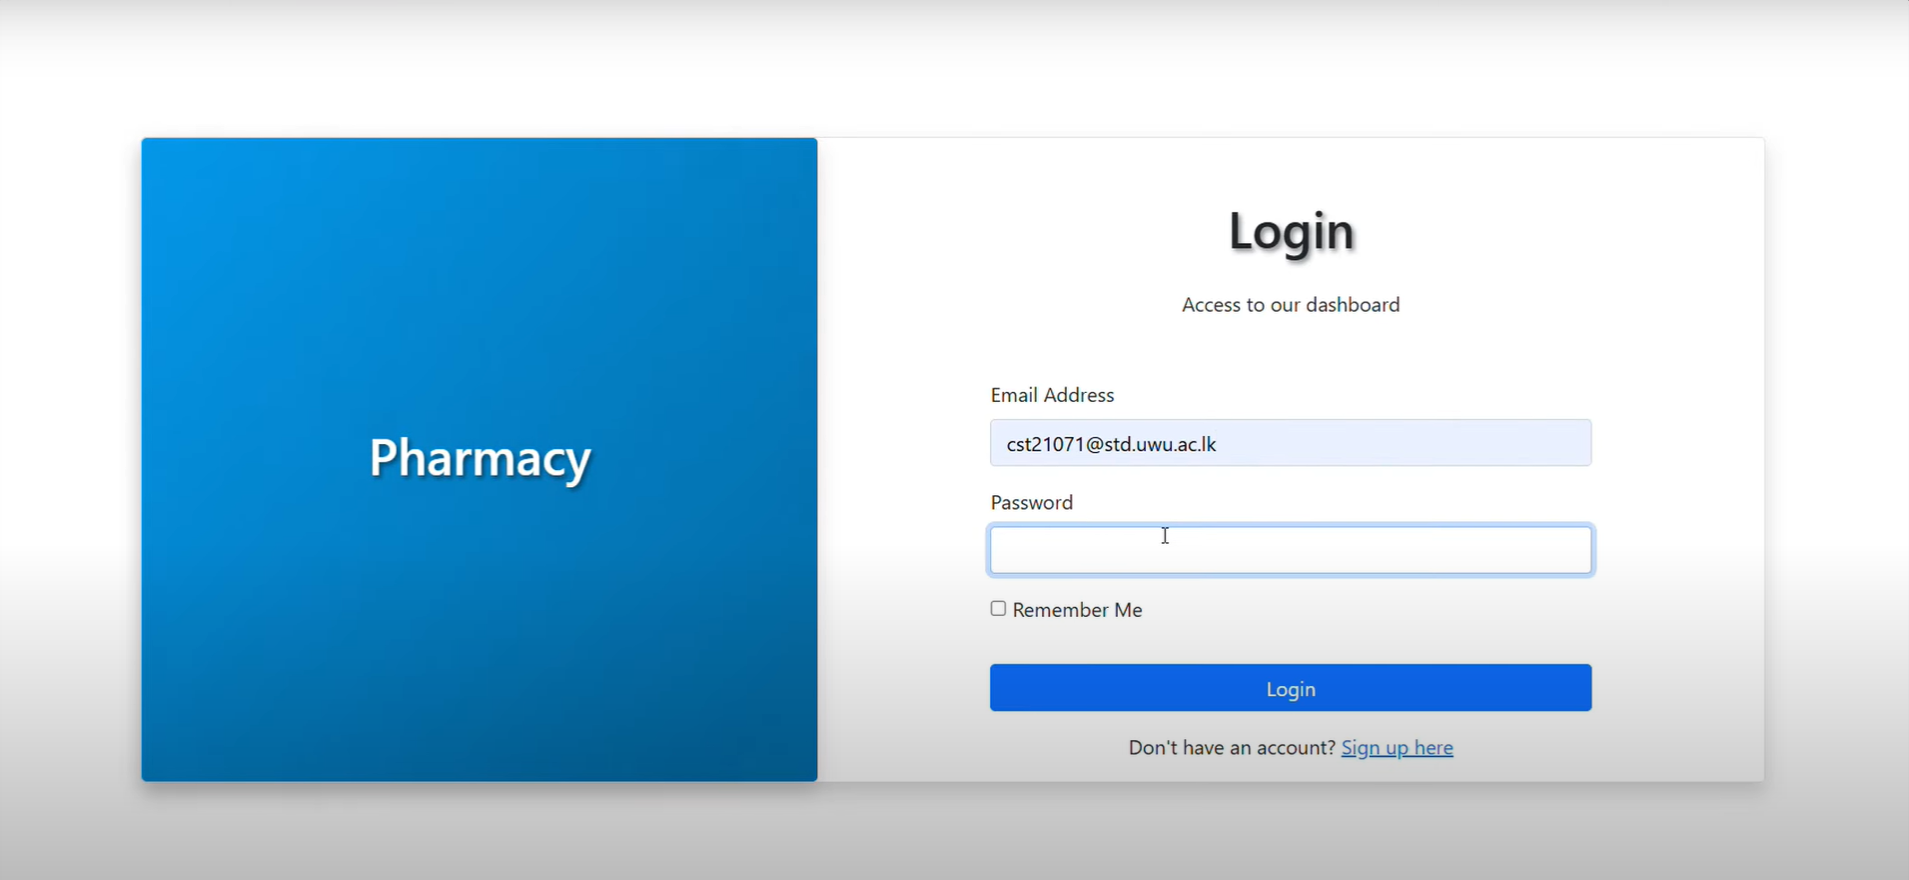 Pharmacy
Login
Access to our dashboard
Email Address
cst21071@std.uwu.ac.lk
Password
Remember Me
Login
Don't have an account? Sign up here